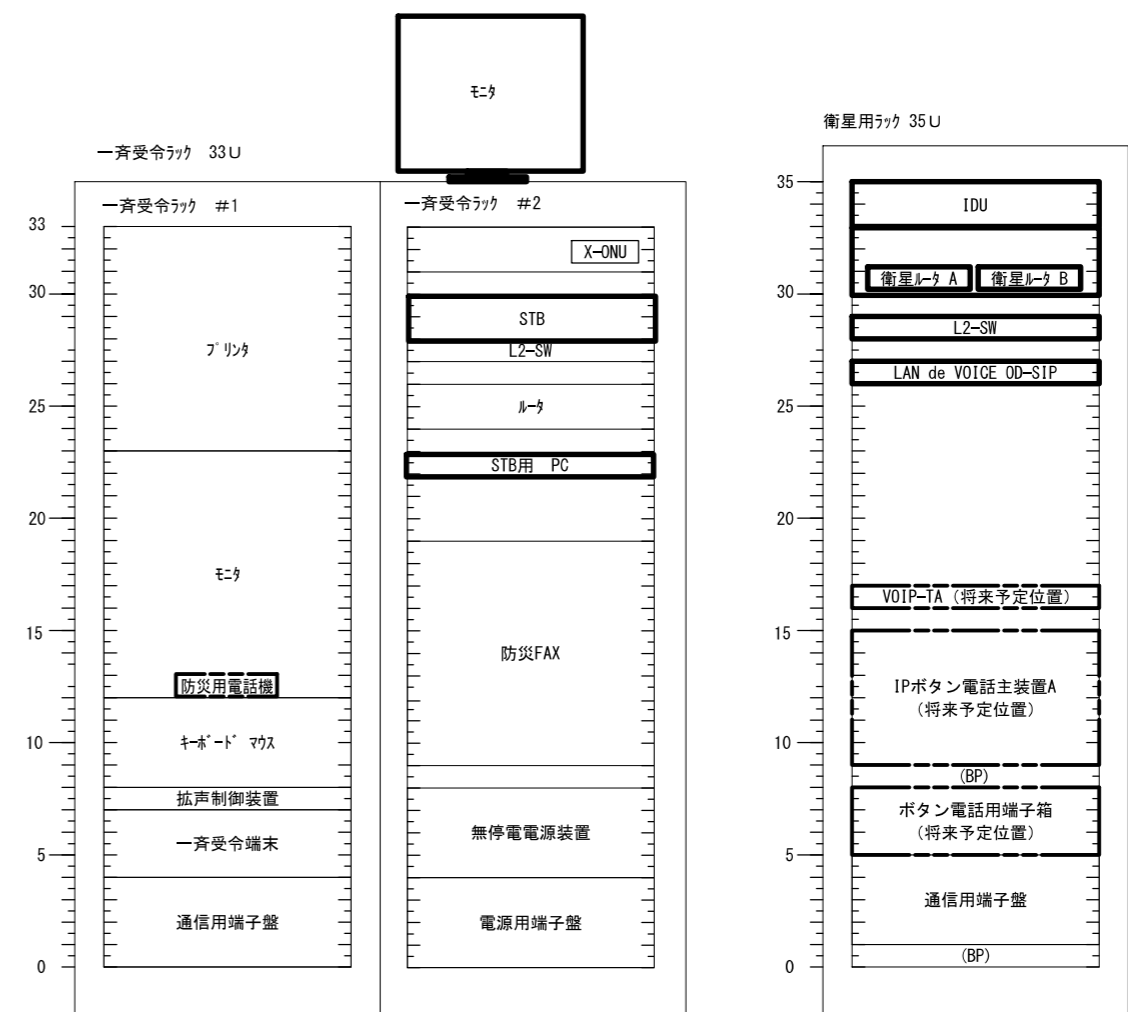 ﾓﾆﾀ
一斉受令ﾗｯｸ 33U
一斉受令ﾗｯｸ #1
33
30
25
20
15
10
5
0
ﾌﾟﾘﾝﾀ
ﾓﾆﾀ
防災用電話機
ｷｰﾎﾞｰﾄﾞ ﾏｳｽ
拡声制御装置
一斉受令端末
通信用端子盤
一斉受令ﾗｯｸ #2
X-ONU
STB
L2-SW
ﾙｰﾀ
STB用 PC
防災FAX
無停電電源装置
電源用端子盤
衛星用ﾗｯｸ 35U
35
30
25
20
15
10
5
0
IDU
衛星ﾙｰﾀ A 衛星ﾙｰﾀ B
L2-SW
LAN de VOICE OD-SIP
VOIP-TA (将来予定位置)
IPボタン電話主装置A
(将来予定位置)
(BP)
ボタン電話用端子箱
(将来予定位置)
通信用端子盤
(BP)